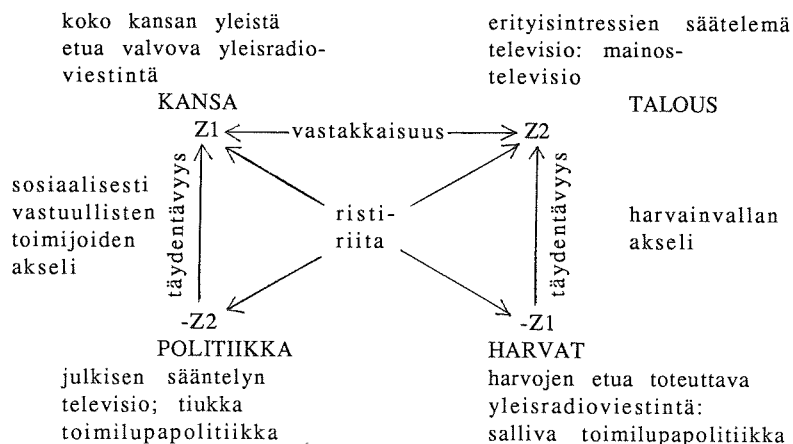 koko kansan yleistä
etua valvova yleisradio-
viestintä
KANSA
erityisintressien säätelemä
televisio: mainos-
televisio
TALOUS
Z1
vastakkaisuus
Z2
sosiaalisesti
vastuullisten
toimijoiden
akseli
täydentävyys
risti-
riita
täydentävyys
harvainvallan
akseli
-Z2
POLITIIKKA
julkisen sääntelyn
televisio; tiukka
toimilupapolitiikka
-Z1
HARVAT
harvojen etua toteuttava
yleisradioviestintä:
salliva toimilupapolitiikka